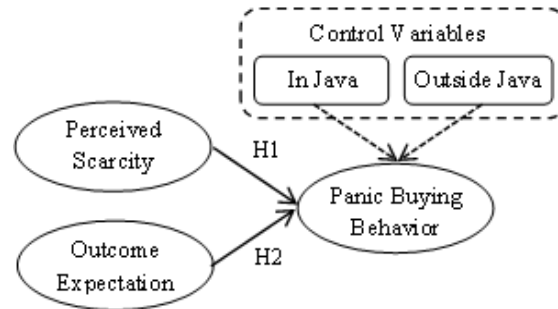 Control Variables
In Java
Outside Java
Perceived
Scarcity
H1
Panic Buying
Behavior
Outcome
Expectation
H2